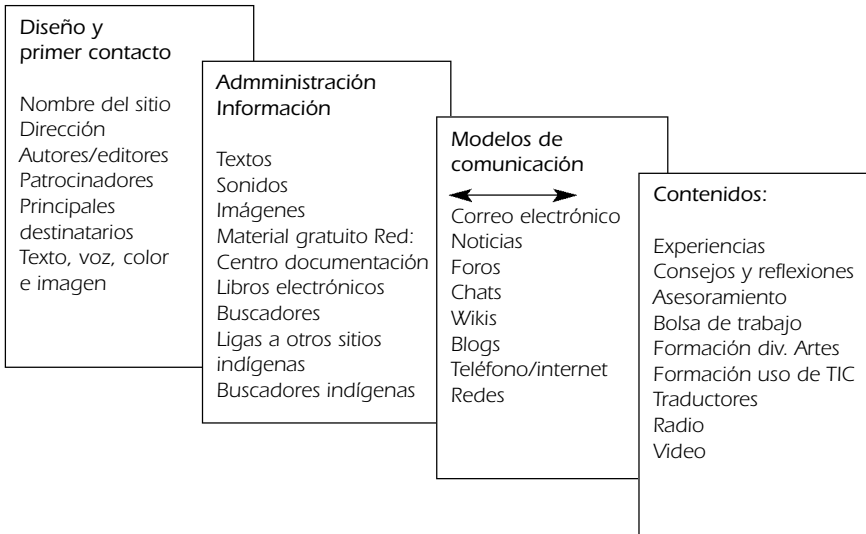 Diseño y
primer contacto
Nombre del sitio
Dirección
Autores/editores
Patrocinadores
Principales
destinatarios
Texto, voz, color
e imagen
Admministración
Información
Textos
Sonidos
Imágenes
Material gratuito Red:
Centro documentación
Libros electrónicos
Buscadores
Ligas a otros sitios
indígenas
Buscadores indígenas
Modelos de
comunicación
Correo electrónico
Noticias
Foros
Chats
Wikis
Blogs
Teléfono/internet
Redes
Contenidos:
Experiencias
Consejos y reflexiones
Asesoramiento
Bolsa de trabajo
Formación div. Artes
Formación uso de TIC
Traductores
Radio
Video